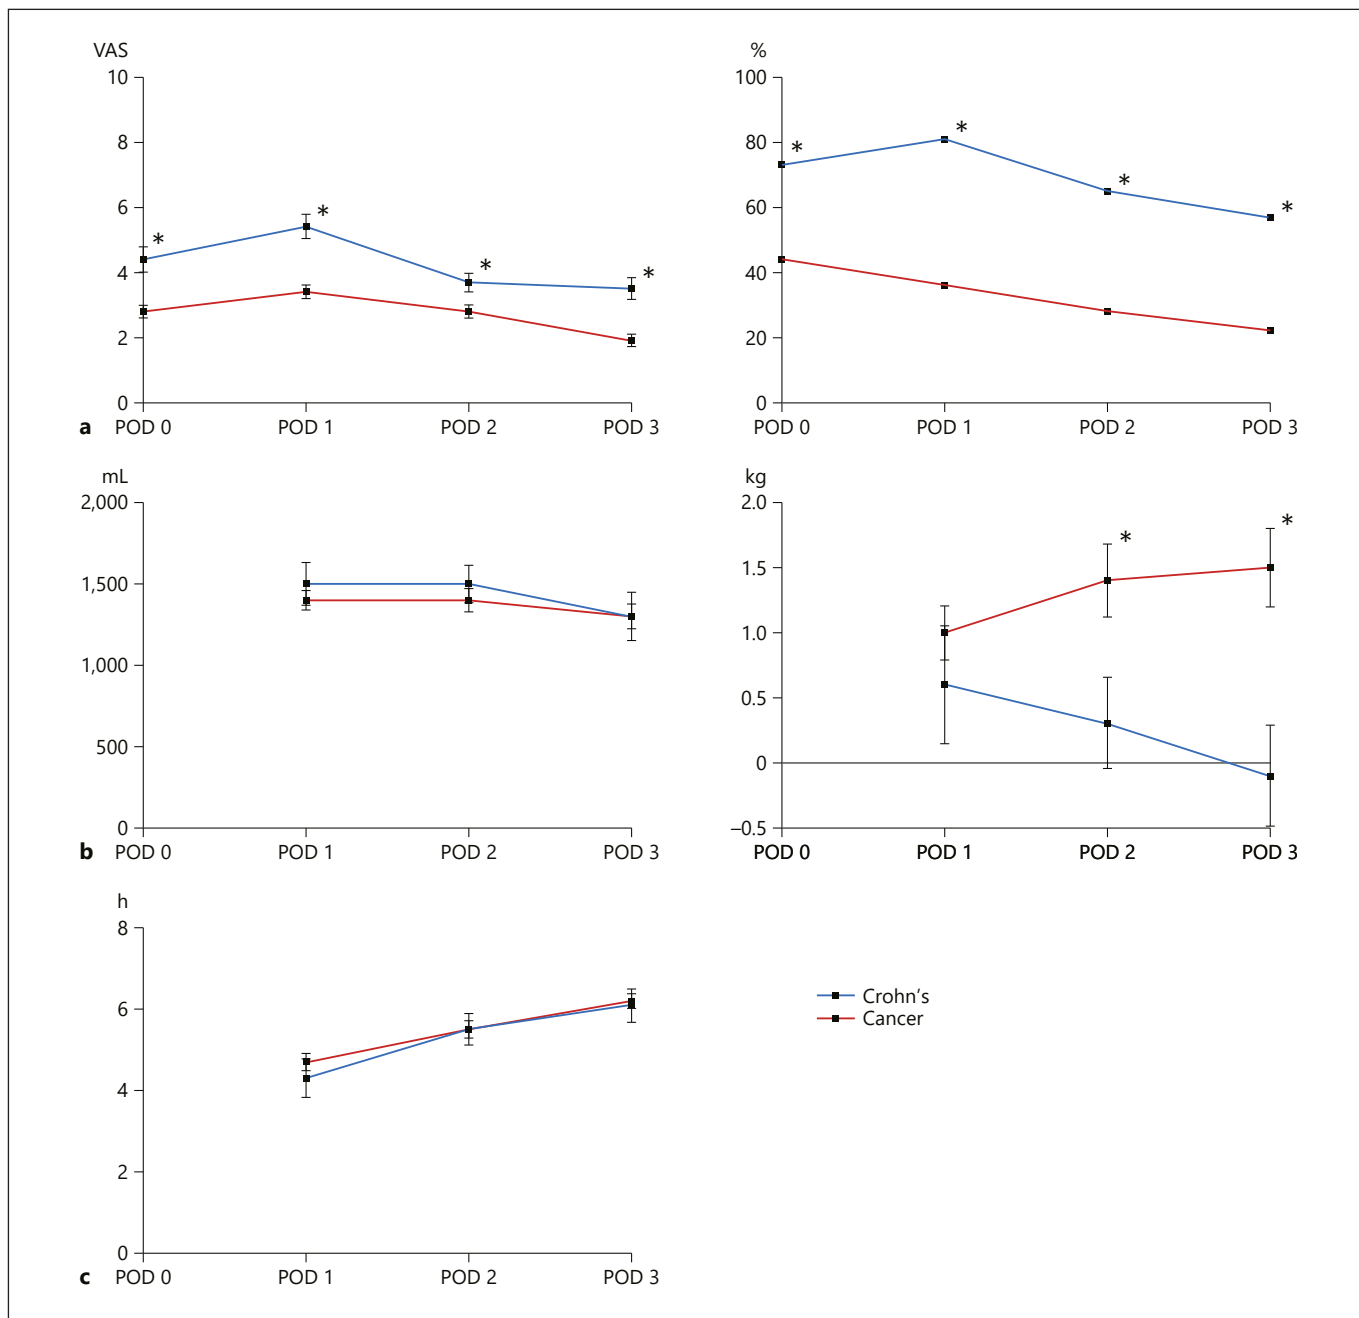 VAS
10
8
6
4
2
0
* * * *
a POD 0 POD 1 POD 2 POD 3
%
100
80
60
40
20
0
* * * *
POD 0 POD 1 POD 2 POD 3
mL
2,000
1,500
1,000
500
0
b POD 0 POD 1 POD 2 POD 3
kg
2.0
1.5
1.0
0.5
0
–0.5
* *
POD 0 POD 1 POD 2 POD 3
h
8
6
4
2
0
c POD 0 POD 1 POD 2 POD 3
Crohn's
Cancer